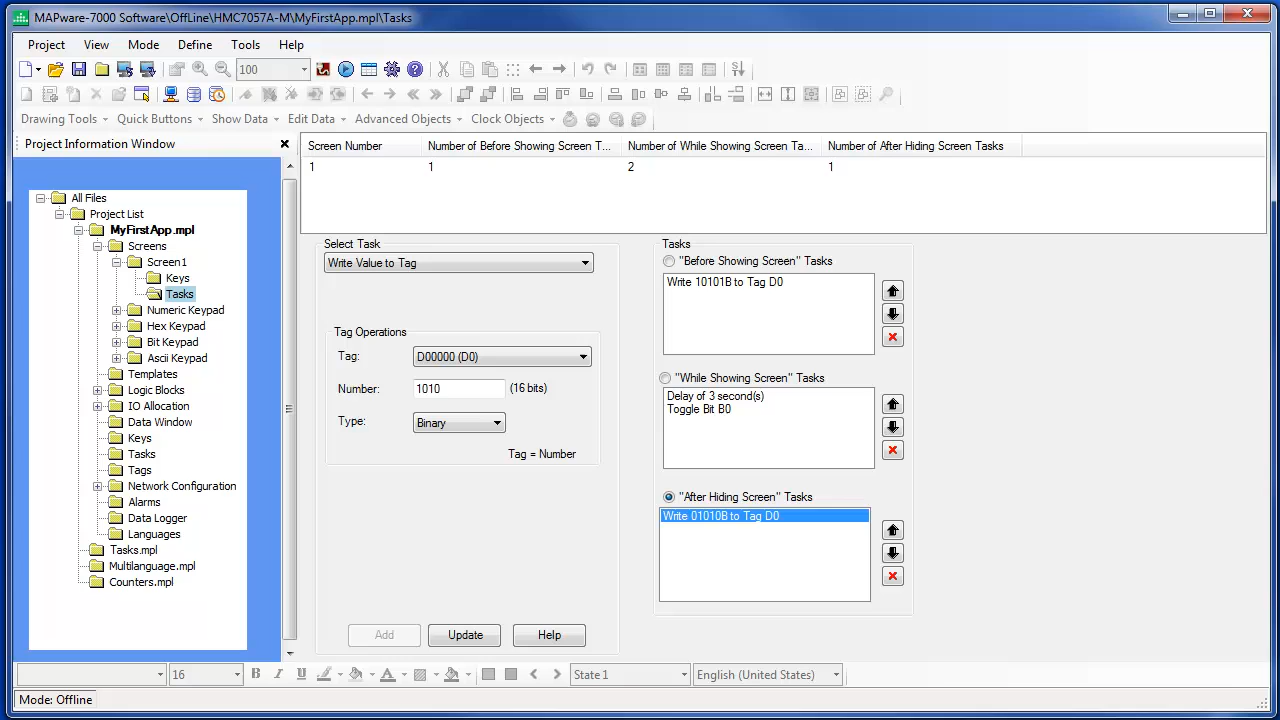 MAPware-7000 Software\OffLine\HMC7057A-M\MyFirstApp.mpl\Tasks
Project View Mode Define Tools Help
100
Drawing Tools Quick Buttons Show Data Edit Data Advanced Objects Clock Objects
Project Information Window
Screen Number Number of Before Showing Screen T... Number of While Showing Screen Ta... Number of After Hiding Screen Tasks
1 1 2 1
All Files
Project List
MyFirstApp.mpl
Screens
Screen1
Keys
Tasks
Numeric Keypad
Hex Keypad
Bit Keypad
Ascii Keypad
Templates
Logic Blocks
IO Allocation
Data Window
Keys
Tasks
Tags
Network Configuration
Alarms
Data Logger
Languages
Tasks.mpl
Multilanguage.mpl
Counters.mpl
Select Task
Write Value to Tag
Tag Operations
Tag: D00000 (D0)
Number: 1010 (16 bits)
Type: Binary
Tag = Number
Add Update Help
Tasks
"Before Showing Screen" Tasks
Write 10101B to Tag D0
"While Showing Screen" Tasks
Delay of 3 second(s)
Toggle Bit B0
"After Hiding Screen" Tasks
Write 01010B to Tag D0
16 B I U A State 1 English (United States)
Mode: Offline